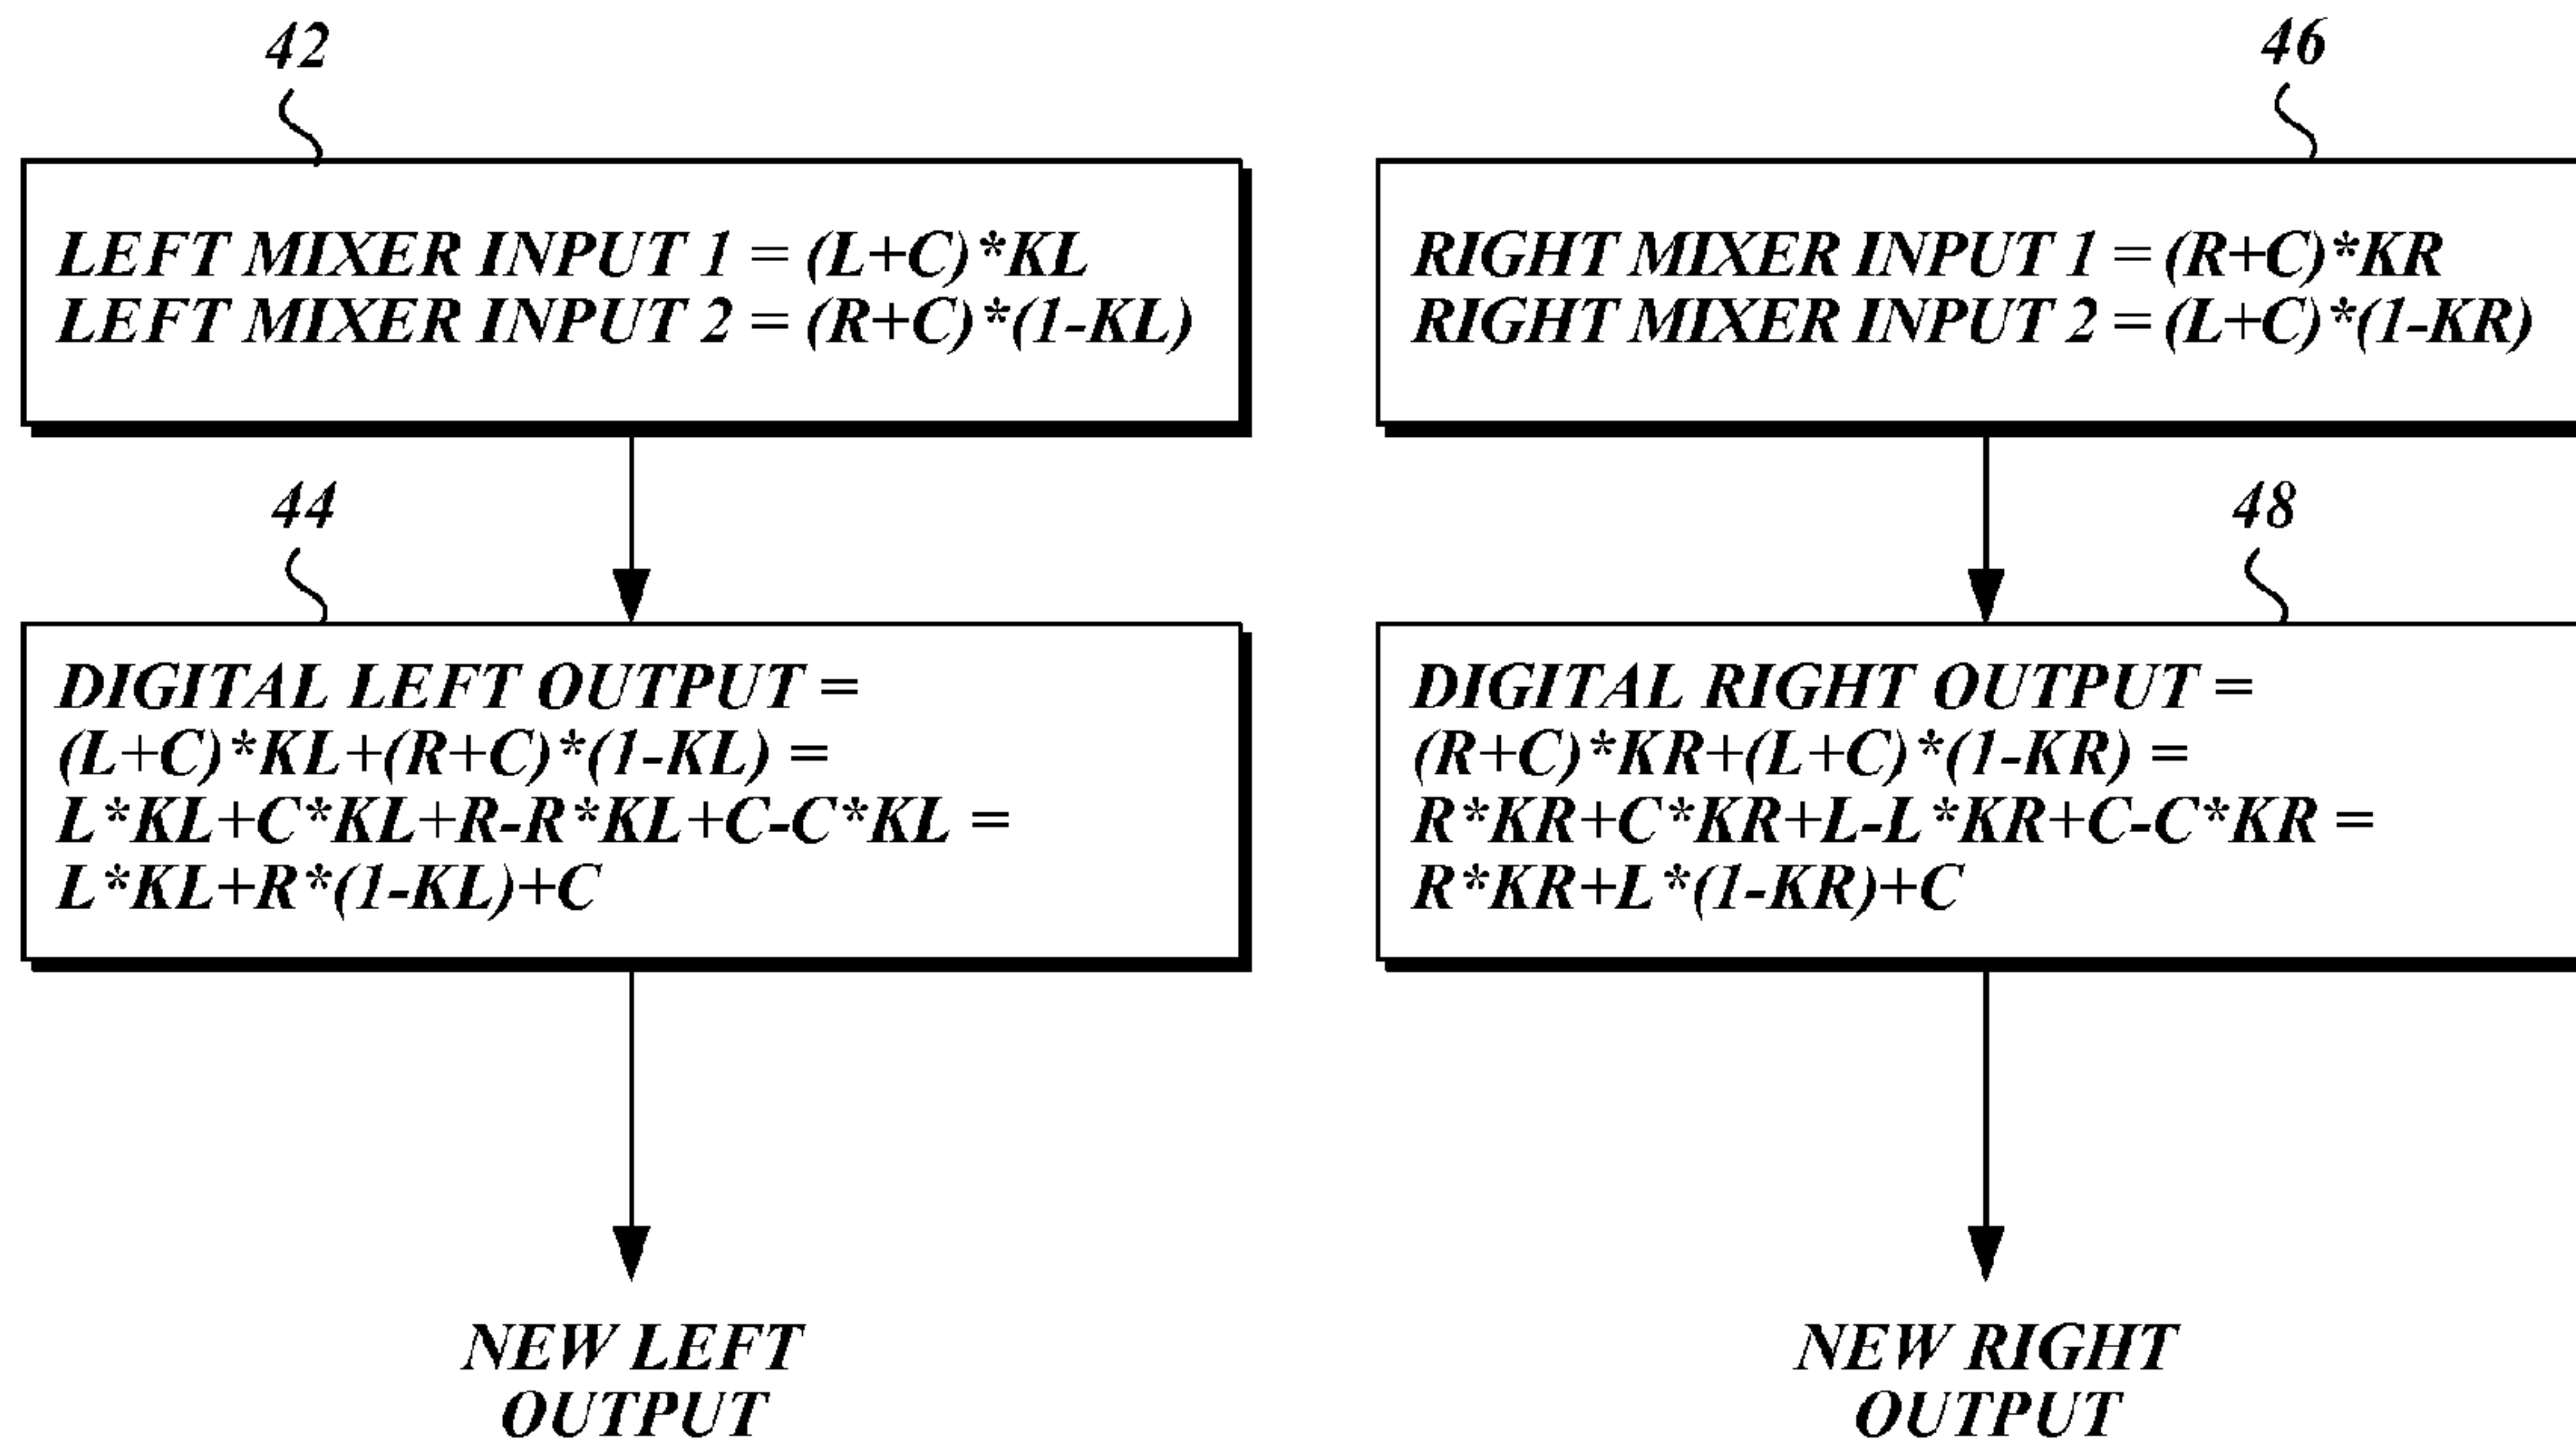 42
LEFT MIXER INPUT 1 = (L+C)*KL
LEFT MIXER INPUT 2 = (R+C)*(1-KL)
44
DIGITAL LEFT OUTPUT =
(L+C)*KL+(R+C)*(1-KL) =
L*KL+C*KL+R-R*KL+C-C*KL =
L*KL+R*(1-KL)+C
NEW LEFT
OUTPUT
46
RIGHT MIXER INPUT 1 = (R+C)*KR
RIGHT MIXER INPUT 2 = (L+C)*(1-KR)
48
DIGITAL RIGHT OUTPUT =
(R+C)*KR+(L+C)*(1-KR) =
R*KR+C*KR+L-L*KR+C-C*KR =
R*KR+L*(1-KR)+C
NEW RIGHT
OUTPUT